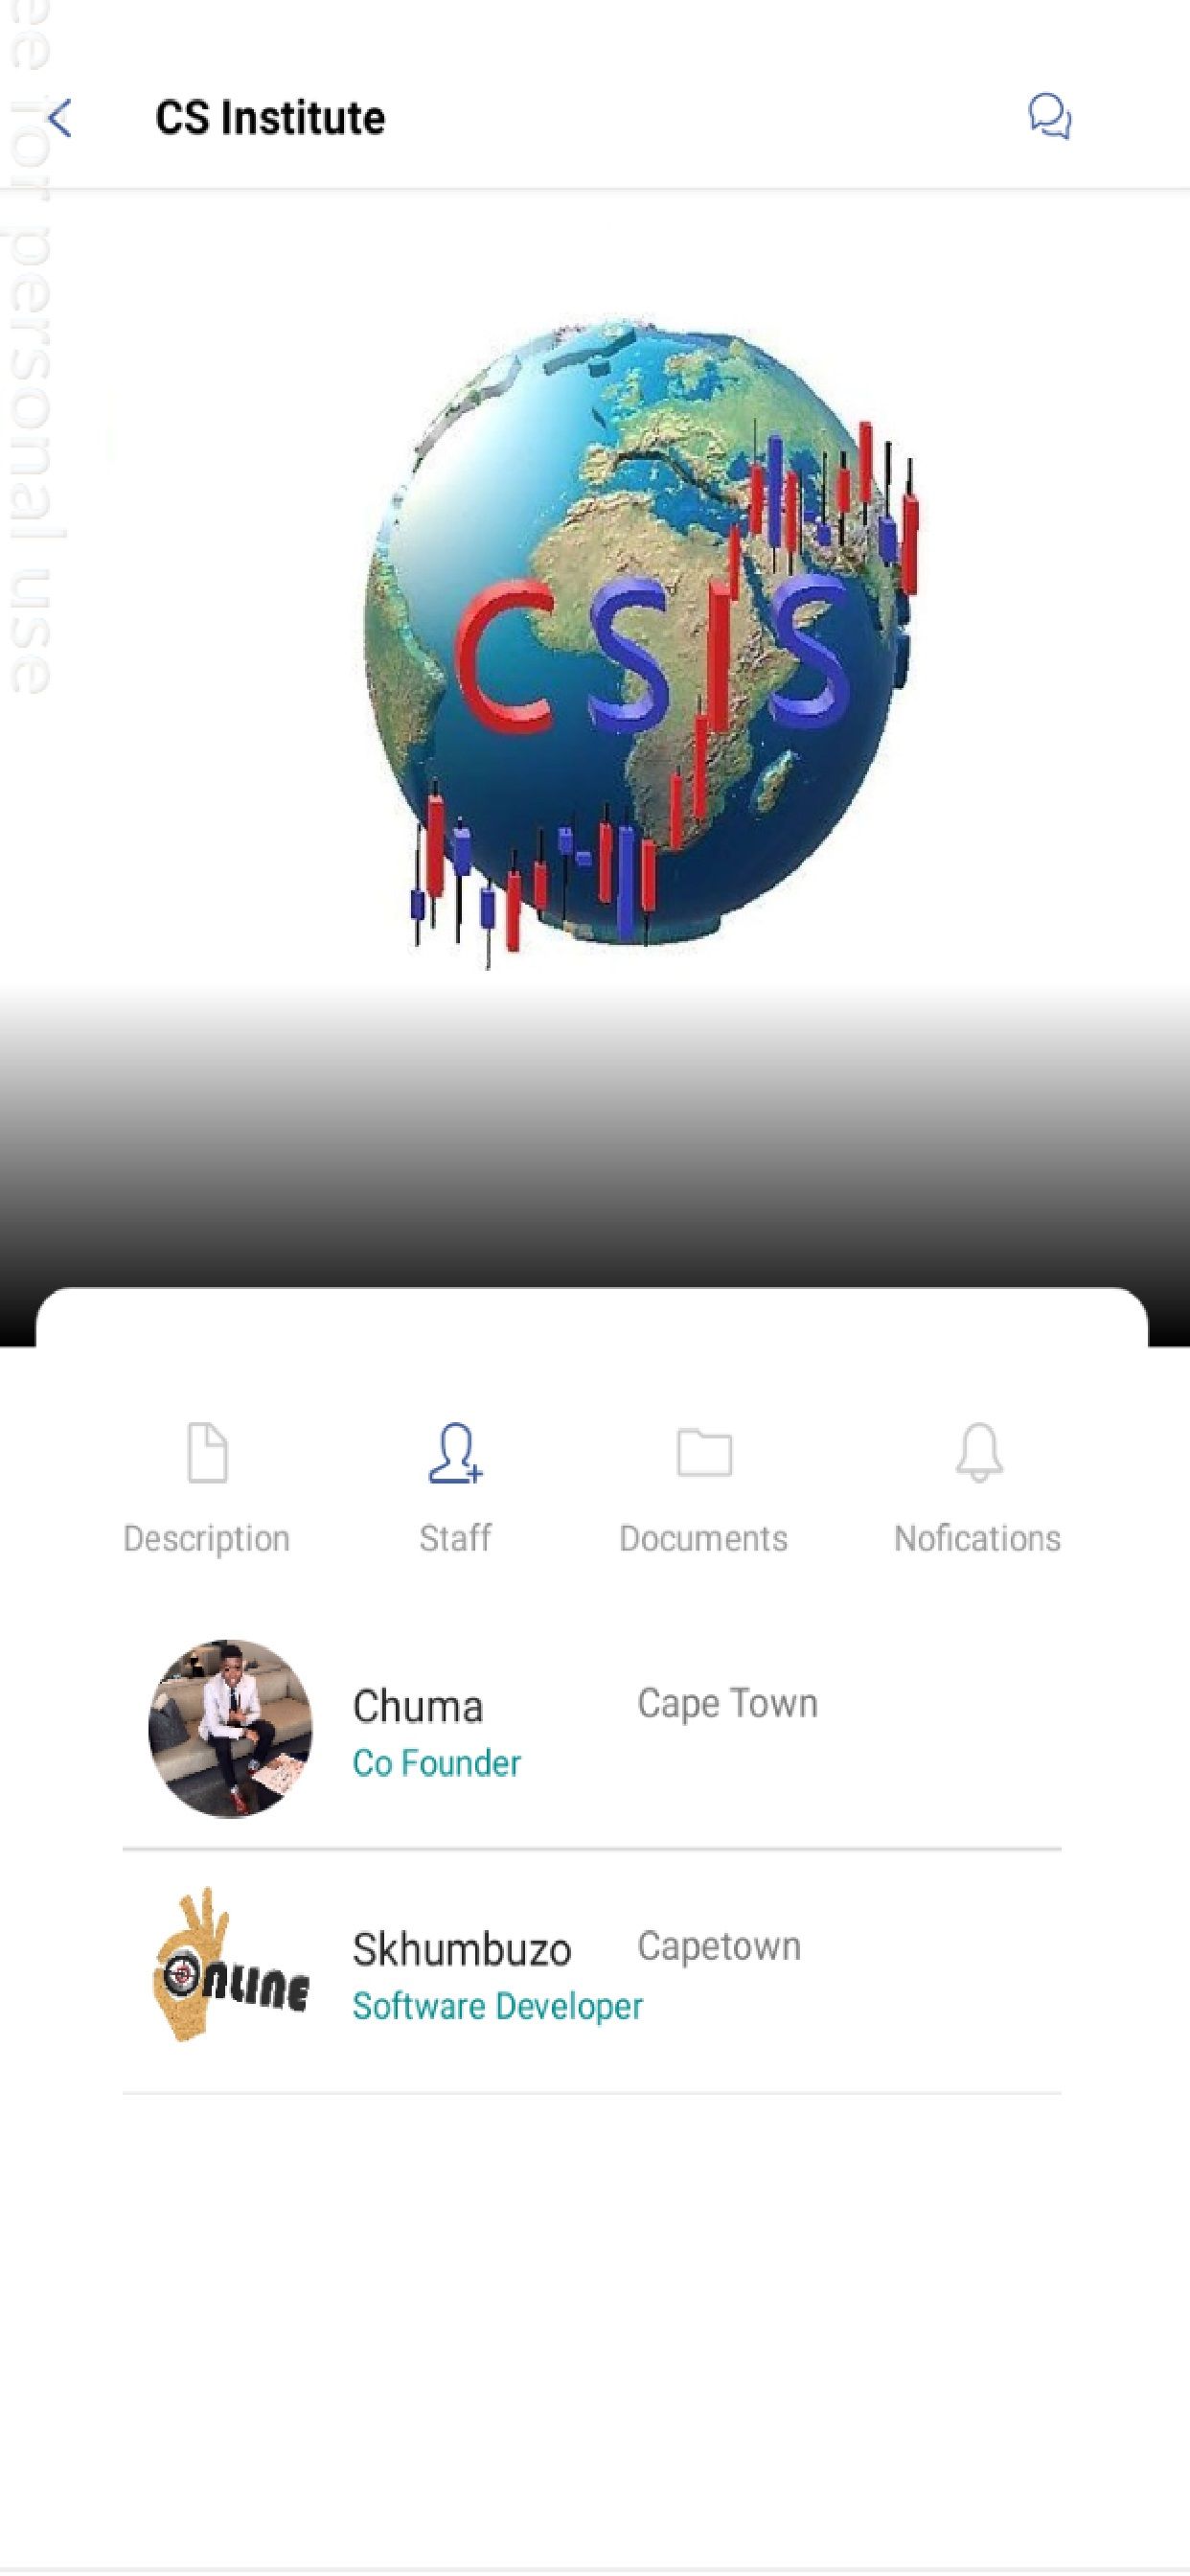 ee for personal use
CS Institute
CSIS
Description
Staff
Documents
Nofications
Chuma
Cape Town
Co Founder
ONLINE
Skhumbuzo
Capetown
Software Developer